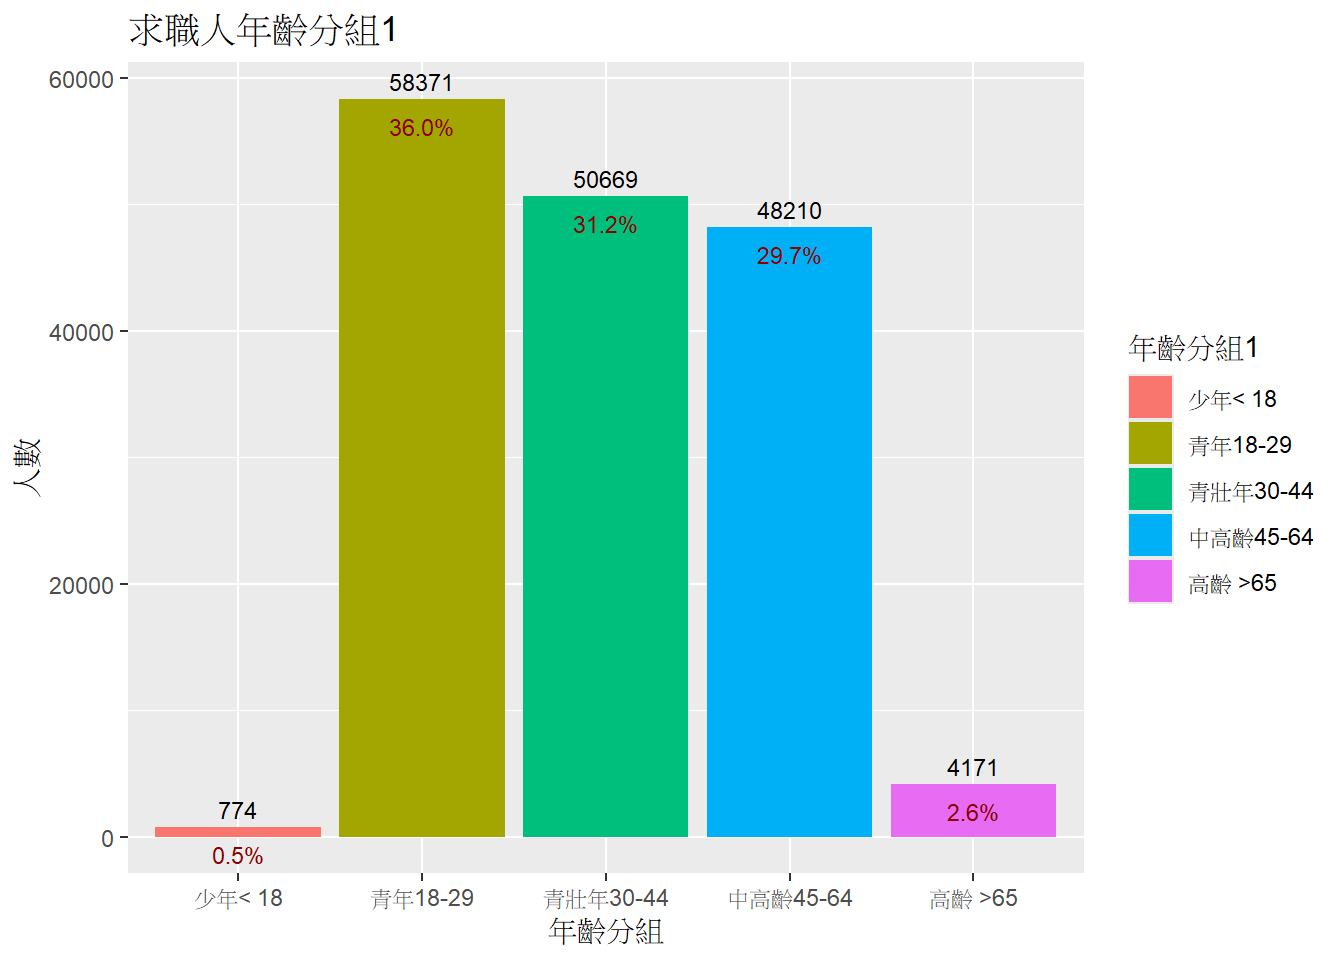 求職人年齡分組1
60000
40000
20000
0
人數
58371
36.0%
50669
31.2%
48210
29.7%
774
0.5%
4171
2.6%
少年< 18
青年18-29
青壯年30-44
中高齡45-64
高齡 >65
年齡分組
年齡分組1
少年< 18
青年18-29
青壯年30-44
中高齡45-64
高齡 >65